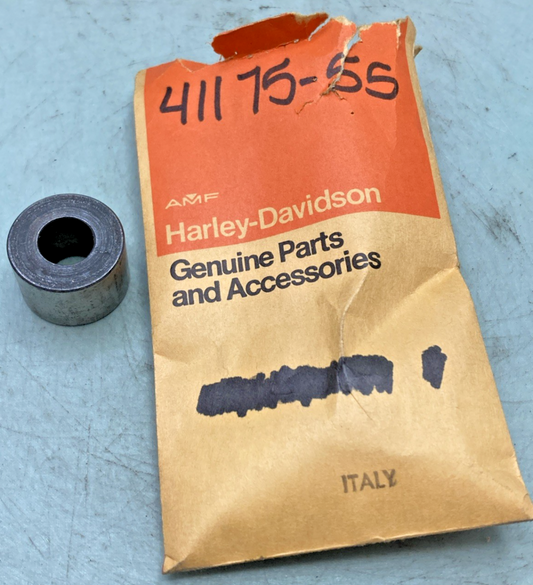 41175-55
AMF
Harley-Davidson
Genuine Parts
and Accessories
ITALY